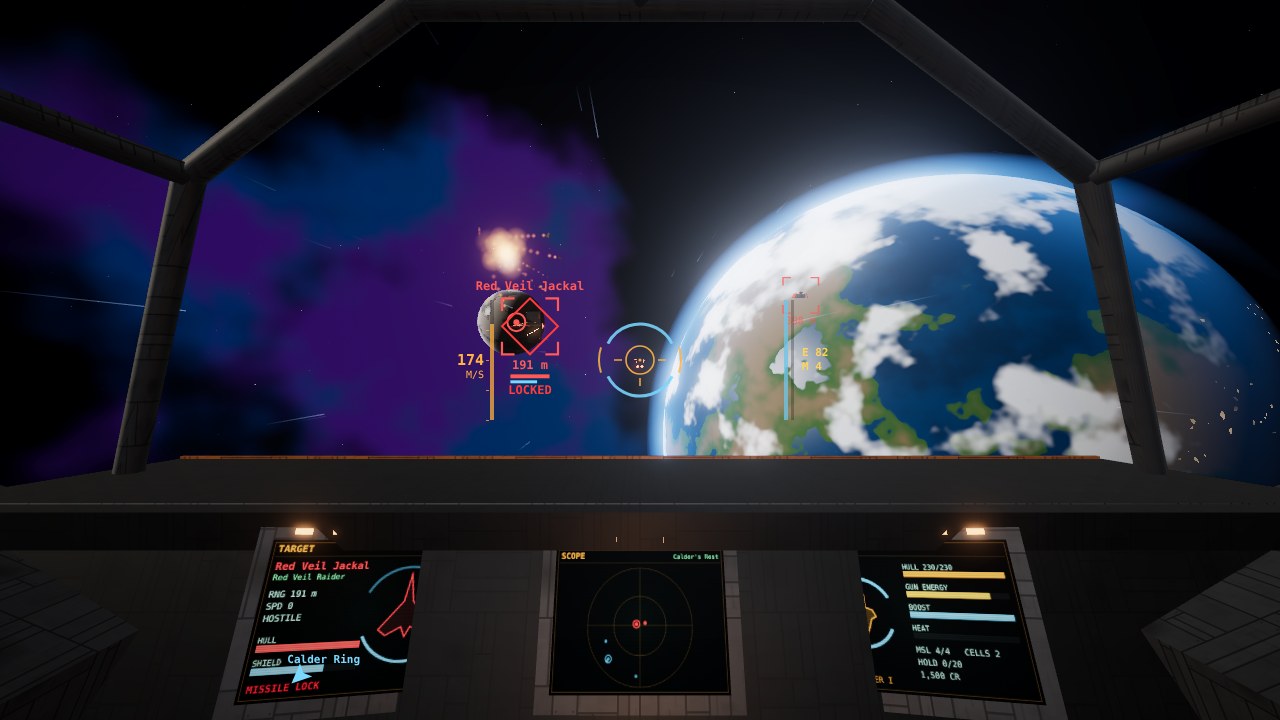 Red Veil Jackal
174
M/S
191 m
LOCKED
E 82
M 4
TARGET
Red Veil Jackal
Red Veil Raider
RNG 191 m
SPD 0
HOSTILE
HULL
SHIELD
Calder Ring
MISSILE LOCK
SCOPE
Calder's Rest
HULL 230/230
GUN ENERGY
BOOST
HEAT
MSL 4/4
CELLS 2
HOLD 0/20
1,500 CR
ER I